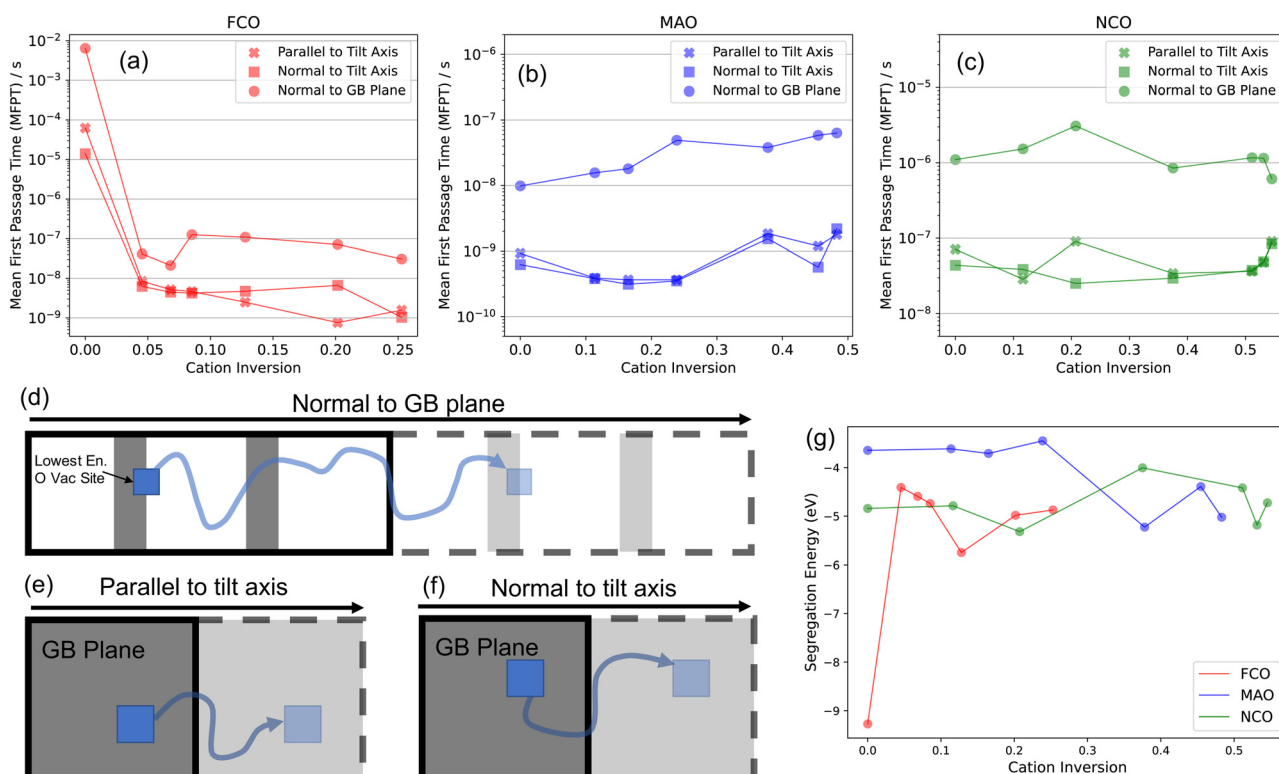 FCO
(a)
Parallel to Tilt Axis
Normal to Tilt Axis
Normal to GB Plane
Mean First Passage Time (MFPT) / s
10⁻²
10⁻³
10⁻⁴
10⁻⁵
10⁻⁶
10⁻⁷
10⁻⁸
10⁻⁹
0.00 0.05 0.10 0.15 0.20 0.25
Cation Inversion
MAO
(b)
Parallel to Tilt Axis
Normal to Tilt Axis
Normal to GB Plane
Mean First Passage Time (MFPT) / s
10⁻⁶
10⁻⁷
10⁻⁸
10⁻⁹
10⁻¹⁰
0.0 0.1 0.2 0.3 0.4 0.5
Cation Inversion
NCO
(c)
Parallel to Tilt Axis
Normal to Tilt Axis
Normal to GB Plane
Mean First Passage Time (MFPT) / s
10⁻⁵
10⁻⁶
10⁻⁷
10⁻⁸
0.0 0.1 0.2 0.3 0.4 0.5
Cation Inversion
(d)
Normal to GB plane
Lowest En.
O Vac Site
(e)
Parallel to tilt axis
GB Plane
(f)
Normal to tilt axis
GB Plane
(g)
Segregation Energy (eV)
−4
−5
−6
−7
−8
−9
FCO
MAO
NCO
0.0 0.1 0.2 0.3 0.4 0.5
Cation Inversion